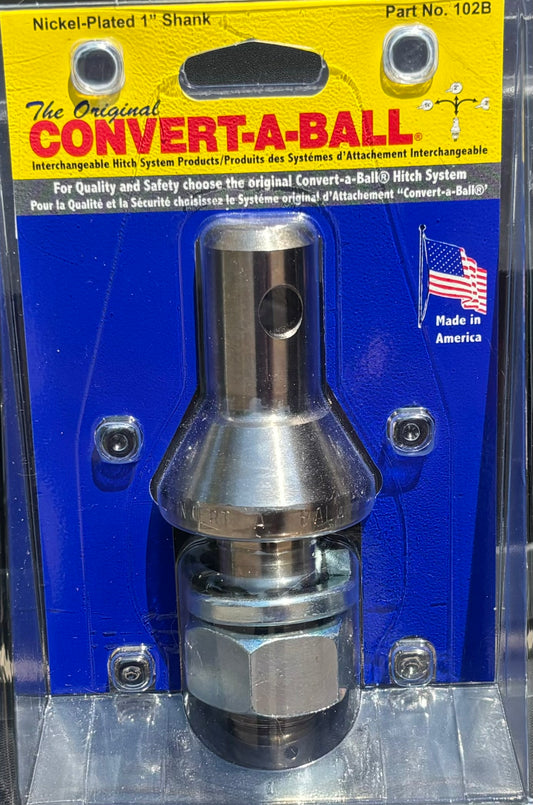 Nickel-Plated 1" Shank
Part No. 102B
The Original
CONVERT-A-BALL®
Interchangeable Hitch System Products/Produits des Systémes d'Attachement Interchangeable
For Quality and Safety choose the original Convert-a-Ball® Hitch System
Pour la Qualité et la Sécurité choisissez le Systéme original d'Attachement "Convert-a-Ball®"
Made in
America